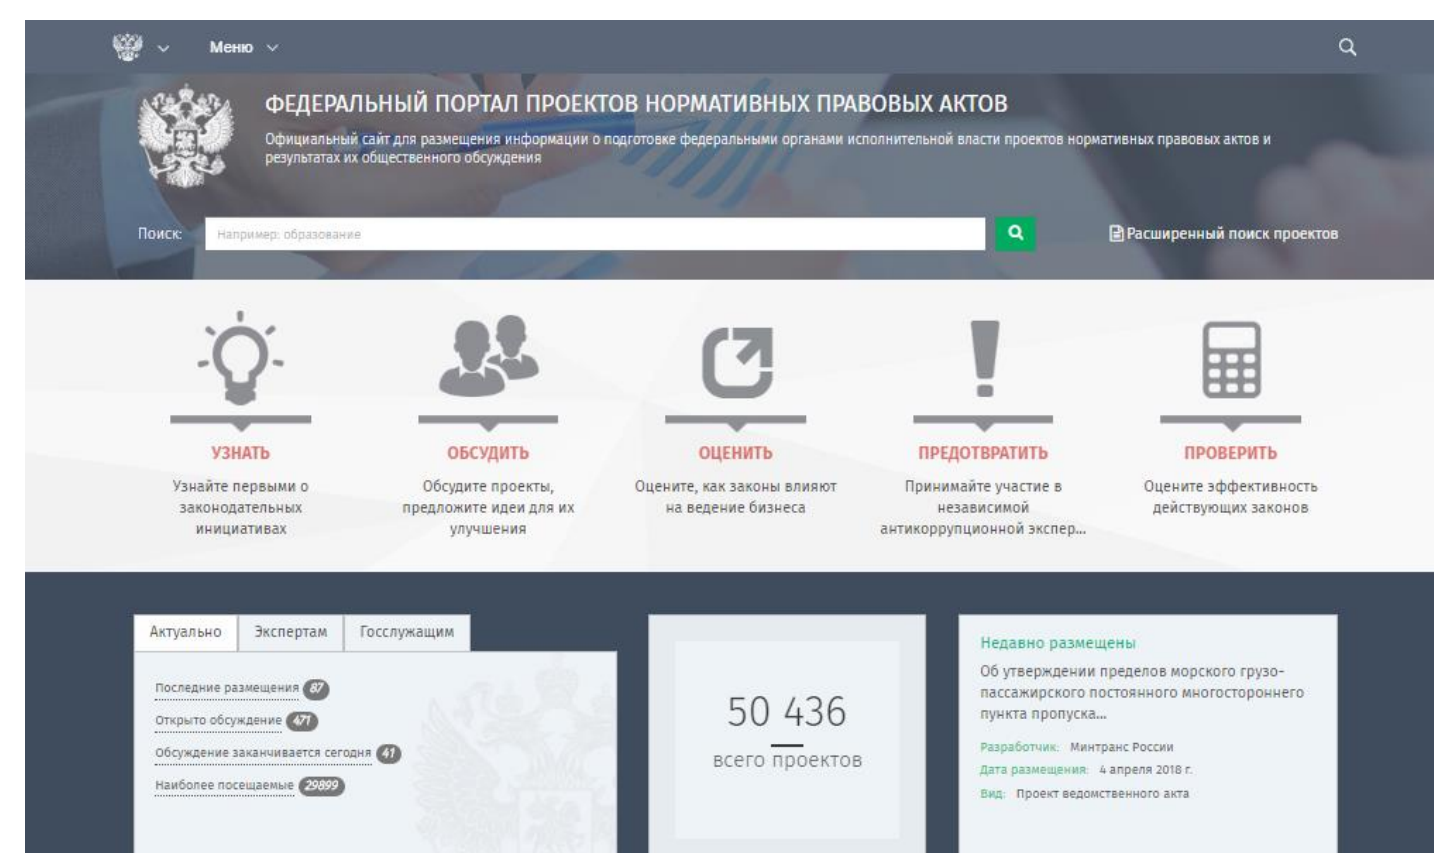 Меню
ФЕДЕРАЛЬНЫЙ ПОРТАЛ ПРОЕКТОВ НОРМАТИВНЫХ ПРАВОВЫХ АКТОВ
Официальный сайт для размещения информации о подготовке федеральными органами исполнительной власти проектов нормативных правовых актов и
результатах их общественного обсуждения
Поиск:
Например: образование
Расширенный поиск проектов
УЗНАТЬ
Узнайте первыми о
законодательных
инициативах
ОБСУДИТЬ
Обсудите проекты,
предложите идеи для их
улучшения
ОЦЕНИТЬ
Оцените, как законы влияют
на ведение бизнеса
ПРЕДОТВРАТИТЬ
Принимайте участие в
независимой
антикоррупционной экспер...
ПРОВЕРИТЬ
Оцените эффективность
действующих законов
Актуально
Экспертам
Госслужащим
Последние размещения 87
Открыто обсуждение 471
Обсуждение заканчивается сегодня 41
Наиболее посещаемые 29899
50 436
всего проектов
Недавно размещены
Об утверждении пределов морского грузо-
пассажирского постоянного многостороннего
пункта пропуска...
Разработчик: Минтранс России
Дата размещения: 4 апреля 2018 г.
Вид: Проект ведомственного акта